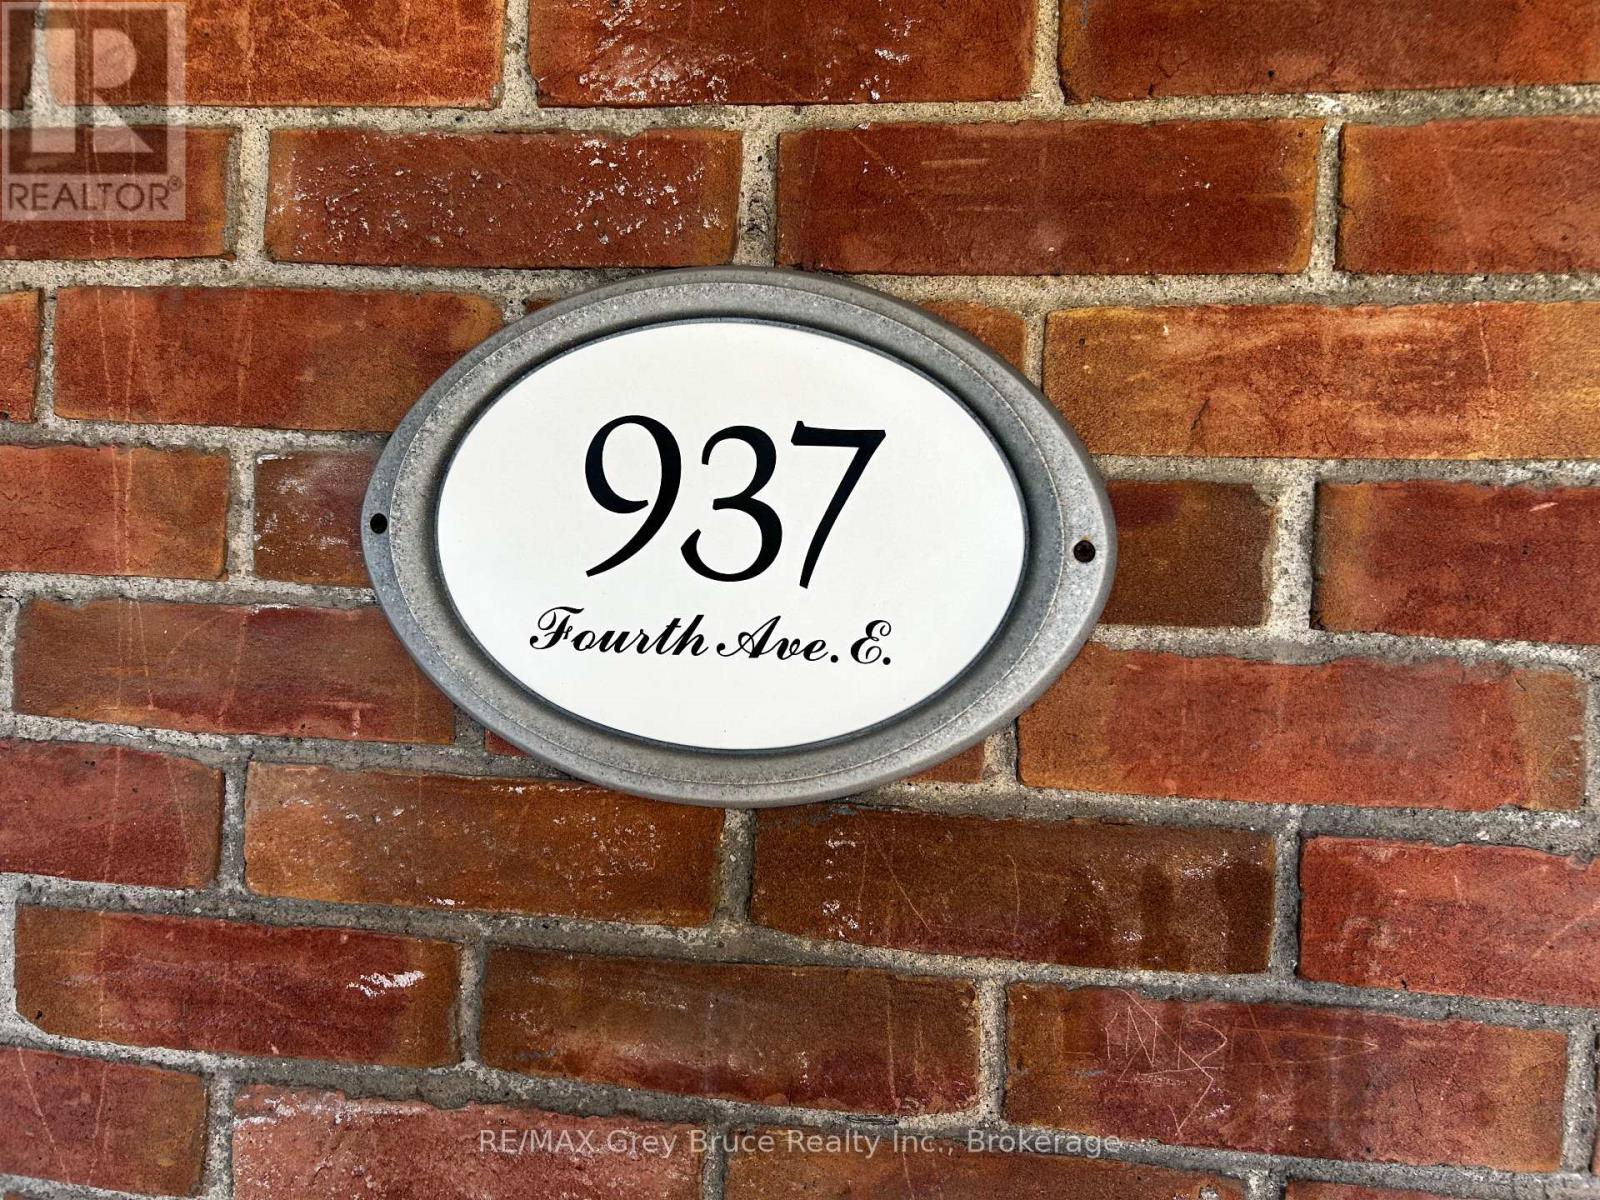 REALTOR®
937
Fourth Ave. E.
RE/MAX Grey Bruce Realty Inc., Brokerage